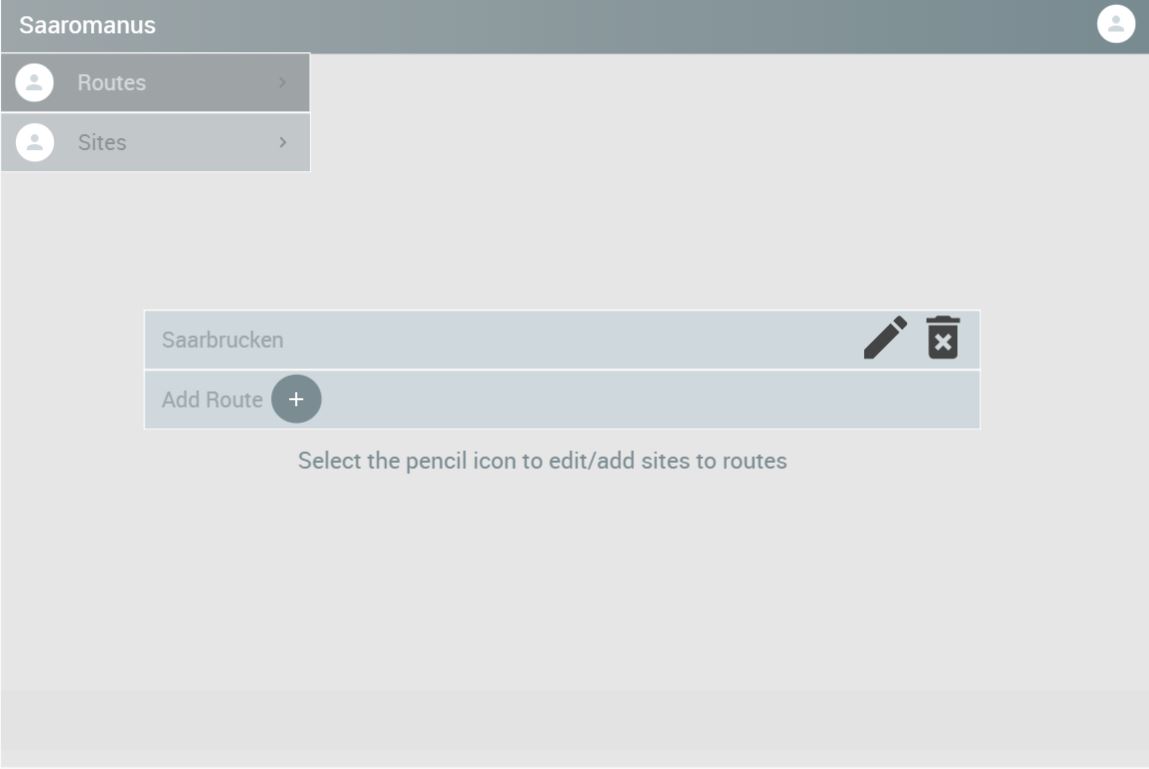 Saaromanus
Routes
Sites
Saarbrucken
Add Route
Select the pencil icon to edit/add sites to routes